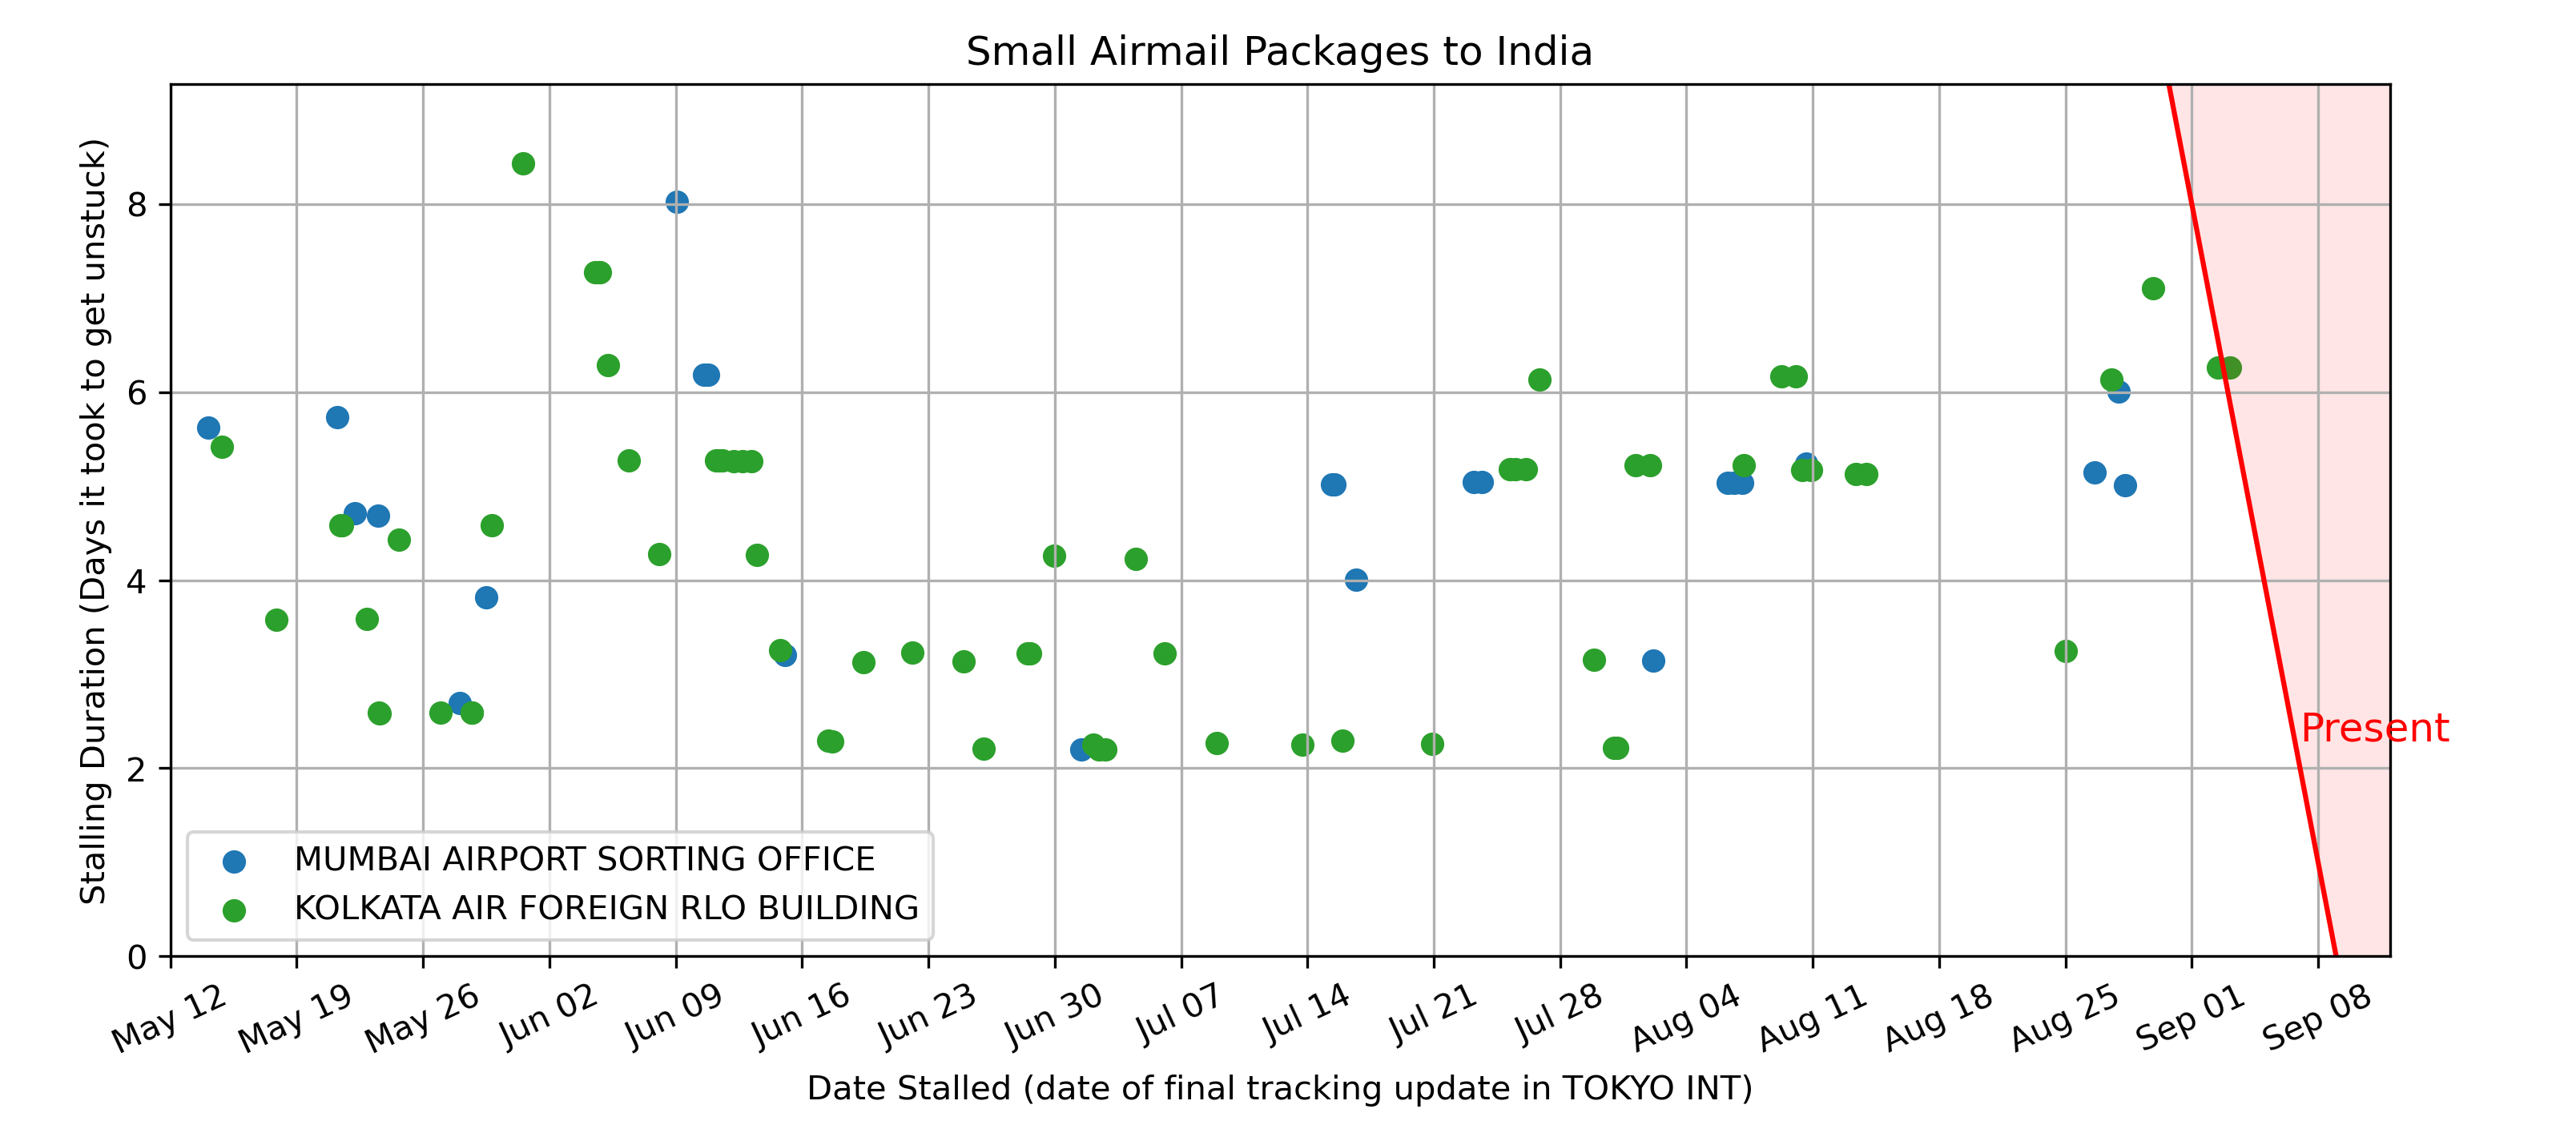 Small Airmail Packages to India
Stalling Duration (Days it took to get unstuck)
8
6
4
2
0
Present
MUMBAI AIRPORT SORTING OFFICE
KOLKATA AIR FOREIGN RLO BUILDING
May 12
May 19
May 26
Jun 02
Jun 09
Jun 16
Jun 23
Jun 30
Jul 07
Jul 14
Jul 21
Jul 28
Aug 04
Aug 11
Aug 18
Aug 25
Sep 01
Sep 08
Date Stalled (date of final tracking update in TOKYO INT)